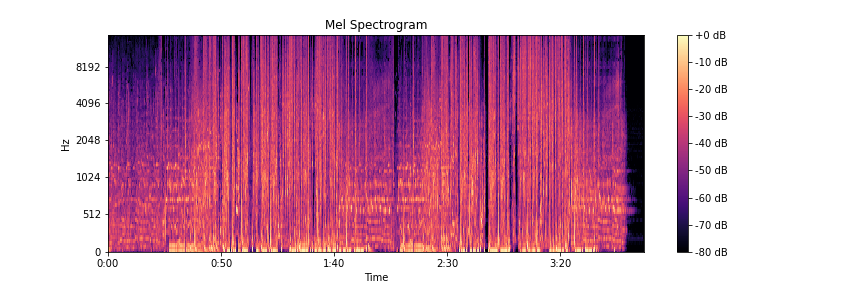 Mel Spectrogram
Hz
8192
4096
2048
1024
512
0
0:00
0:50
1:40
2:30
3:20
Time
+0 dB
-10 dB
-20 dB
-30 dB
-40 dB
-50 dB
-60 dB
-70 dB
-80 dB